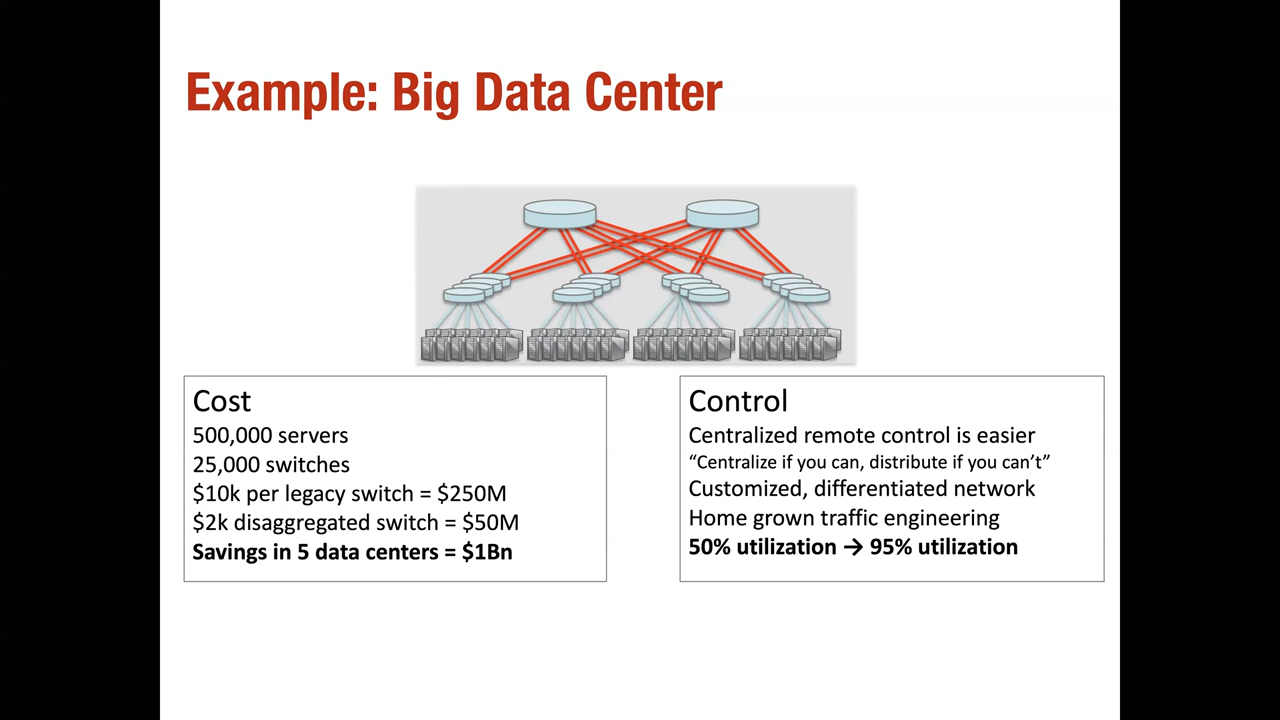 Example: Big Data Center
Cost
500,000 servers
25,000 switches
$10k per legacy switch = $250M
$2k disaggregated switch = $50M
Savings in 5 data centers = $1Bn
Control
Centralized remote control is easier
“Centralize if you can, distribute if you can’t”
Customized, differentiated network
Home grown traffic engineering
50% utilization → 95% utilization